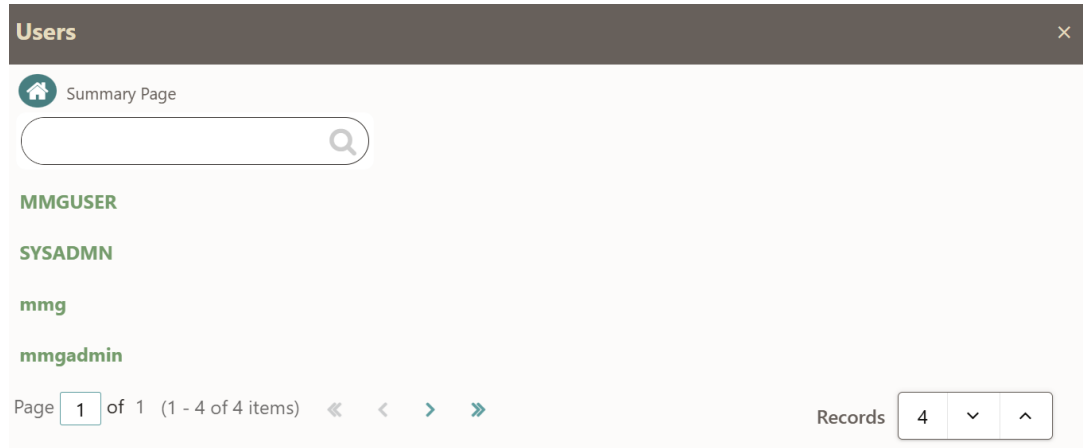 Users ×
Summary Page
MMGUSER
SYSADMN
mmg
mmgadmin
Page 1 of 1 (1 - 4 of 4 items)
Records 4